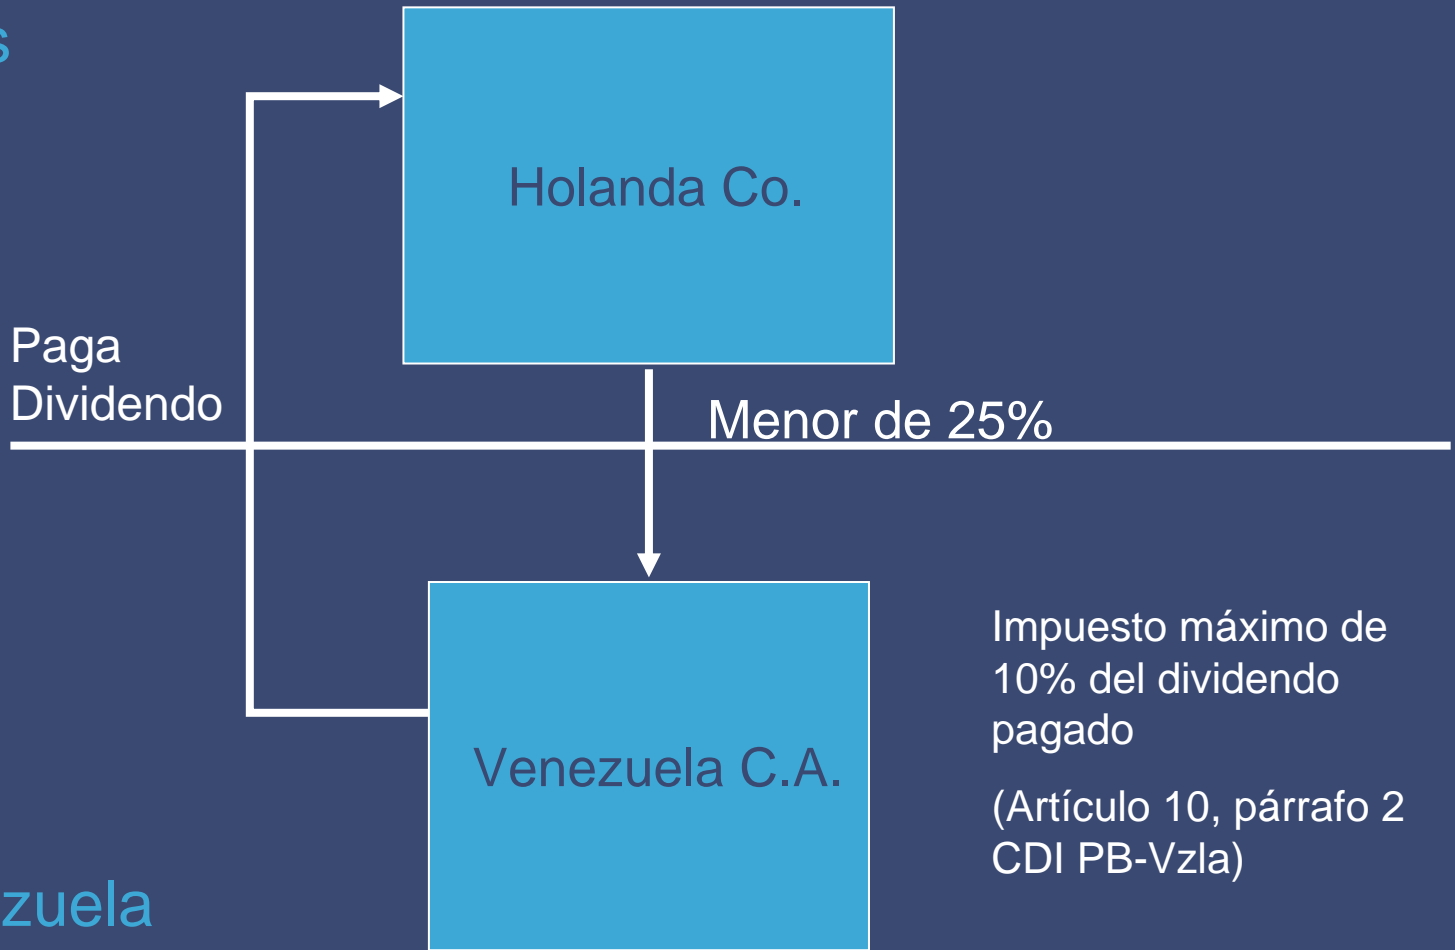 s
Holanda Co.
Paga
Dividendo
Menor de 25%
Impuesto máximo de
10% del dividendo
pagado
Venezuela C.A.
(Artículo 10, párrafo 2
CDI PB-Vzla)
zuela